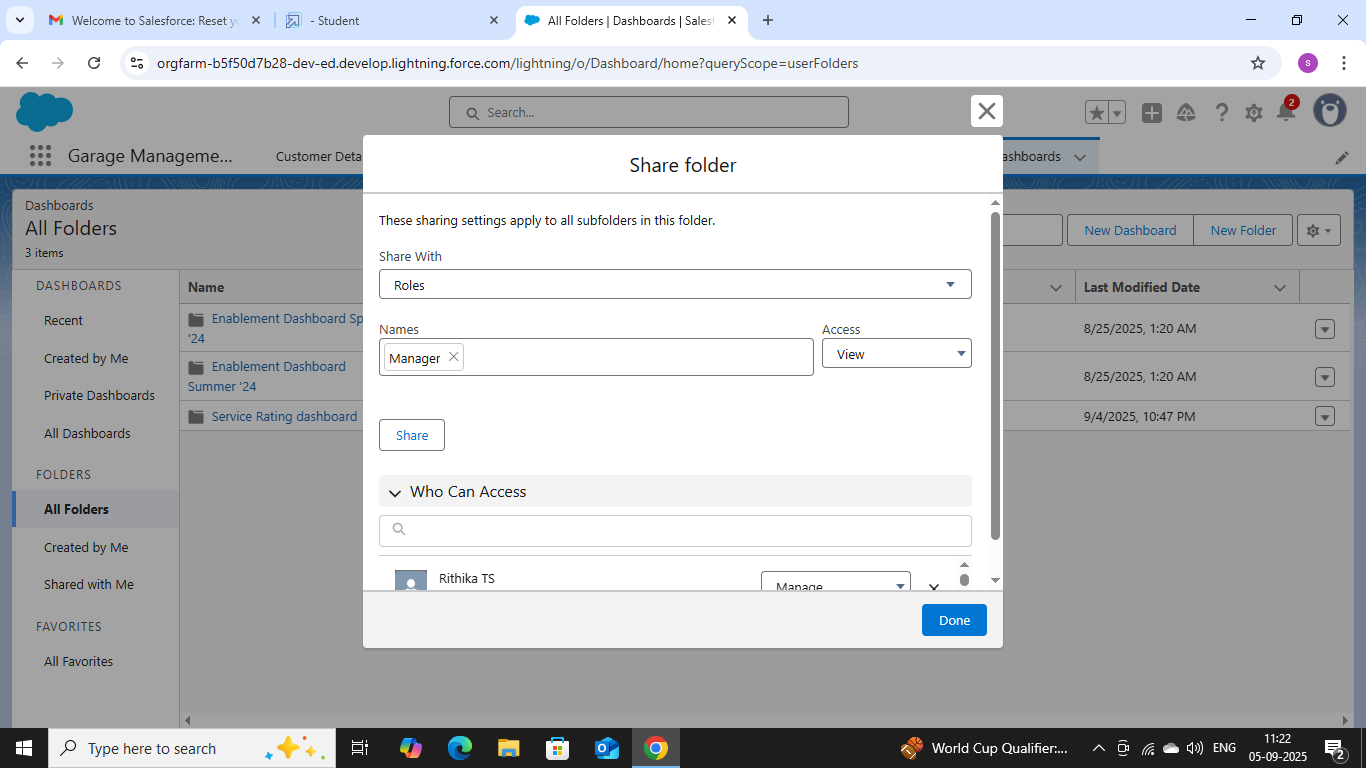 Welcome to Salesforce: Reset yo
- Student
All Folders | Dashboards | Sales
orgfarm-b5f50d7b28-dev-ed.develop.lightning.force.com/lightning/o/Dashboard/home?queryScope=userFolders
s
Search...
2
Garage Manageme...
Customer Deta
ashboards
Share folder
Dashboards
All Folders
3 items
New Dashboard
New Folder
These sharing settings apply to all subfolders in this folder.
Share With
Roles
Names
Access
Manager
View
Share
Who Can Access
Rithika TS
Manage
Done
DASHBOARDS
Recent
Created by Me
Private Dashboards
All Dashboards
FOLDERS
All Folders
Created by Me
Shared with Me
FAVORITES
All Favorites
Name
Last Modified Date
Enablement Dashboard Sp
'24
8/25/2025, 1:20 AM
Enablement Dashboard
Summer '24
8/25/2025, 1:20 AM
Service Rating dashboard
9/4/2025, 10:47 PM
Type here to search
World Cup Qualifier:...
ENG
11:22
05-09-2025
2